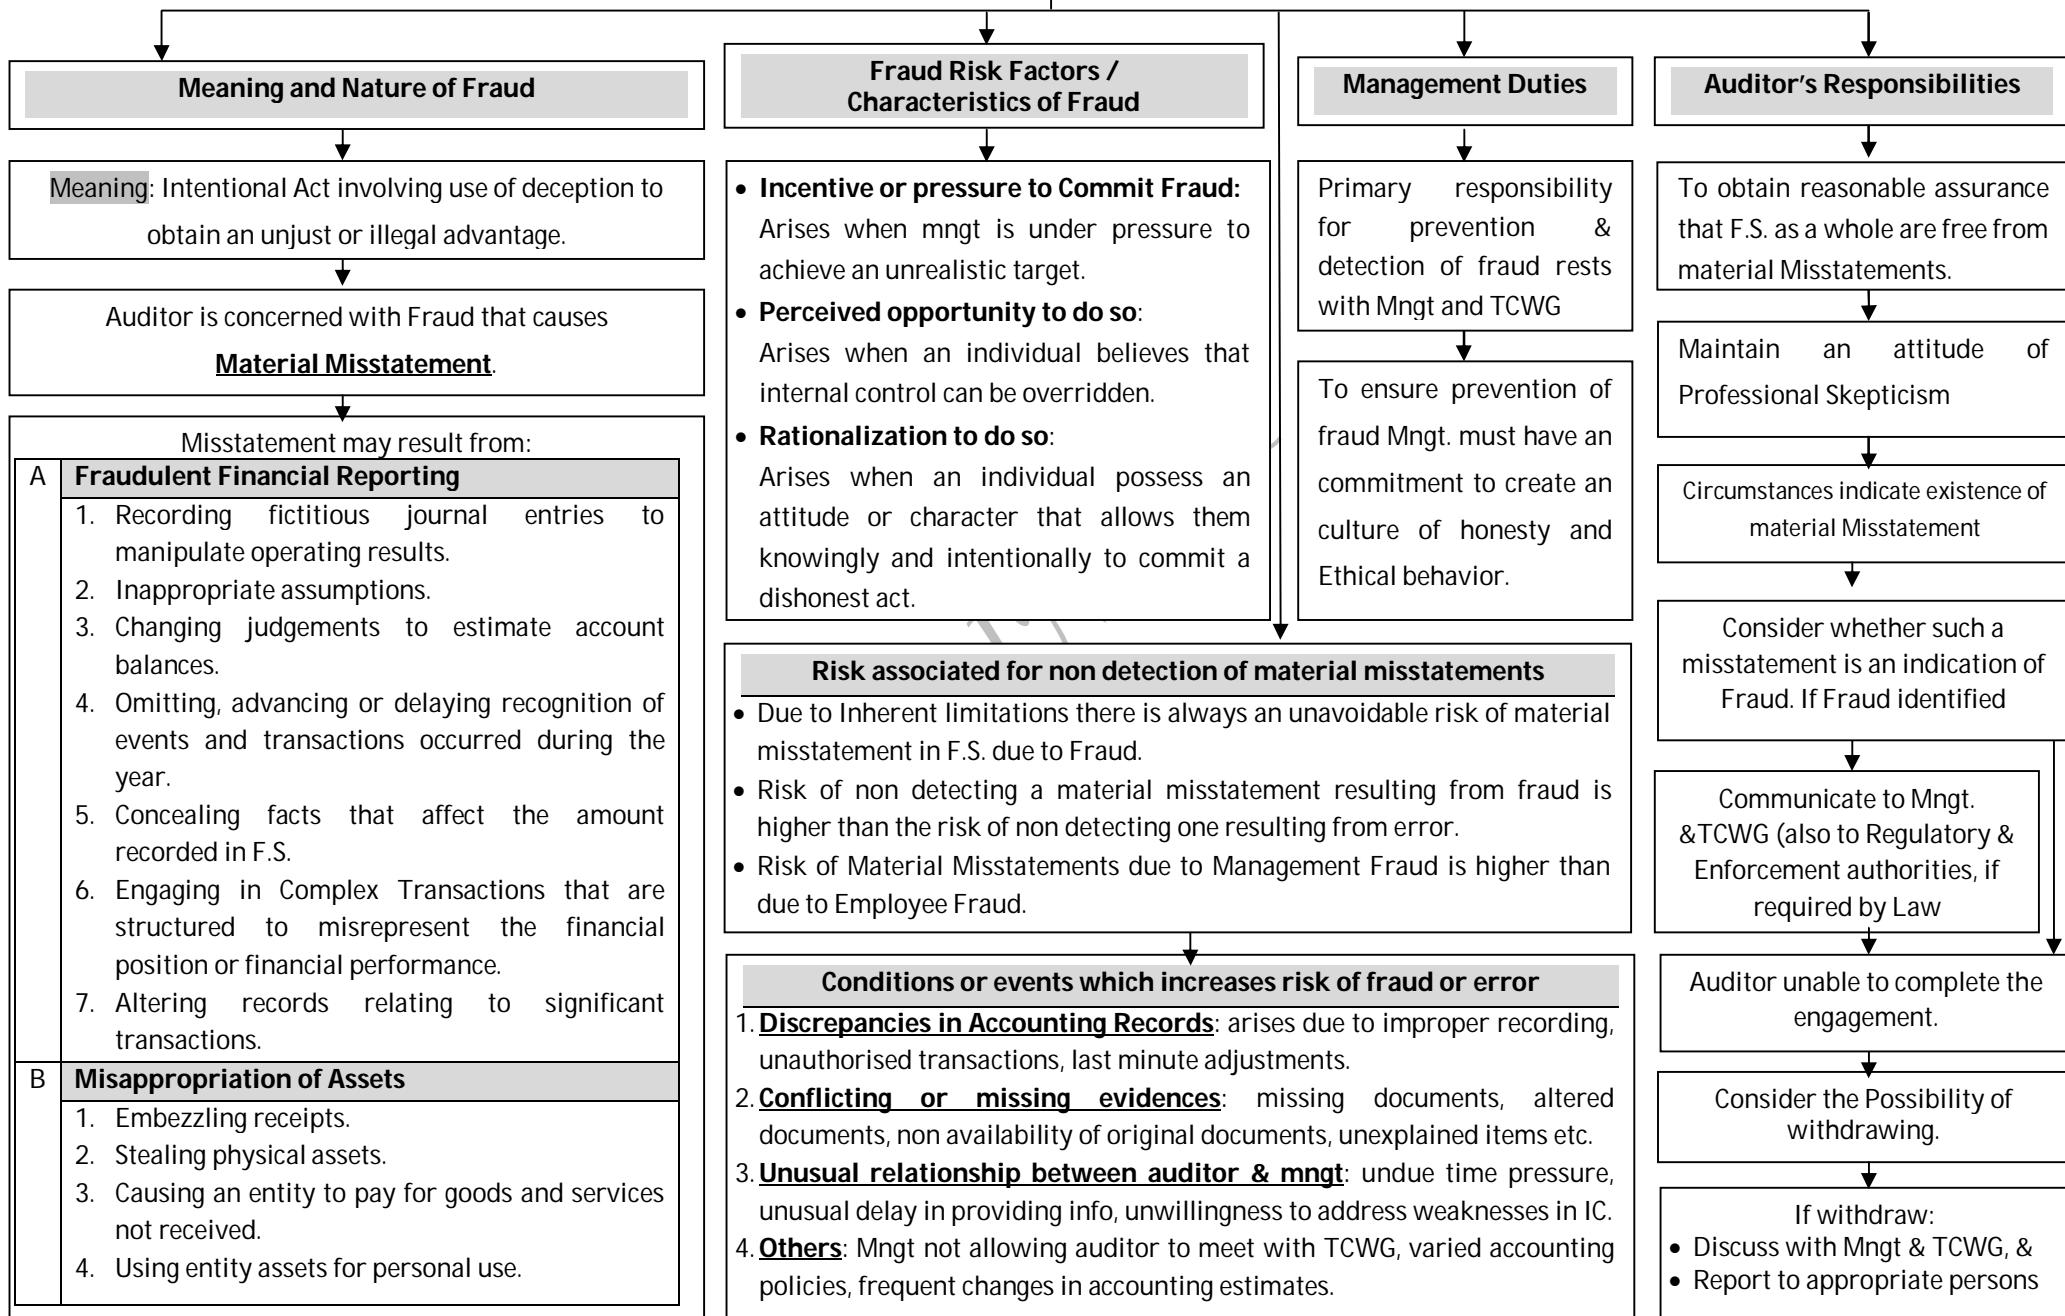 Meaning and Nature of Fraud
Meaning: Intentional Act involving use of deception to
obtain an unjust or illegal advantage.
Auditor is concerned with Fraud that causes
Material Misstatement.
Misstatement may result from:
A
Fraudulent Financial Reporting
1. Recording fictitious journal entries to
manipulate operating results.
2. Inappropriate assumptions.
3. Changing judgements to estimate account
balances.
4. Omitting, advancing or delaying recognition of
events and transactions occurred during the
year.
5. Concealing facts that affect the amount
recorded in F.S.
6. Engaging in Complex Transactions that are
structured to misrepresent the financial
position or financial performance.
7. Altering records relating to significant
transactions.
B
Misappropriation of Assets
1. Embezzling receipts.
2. Stealing physical assets.
3. Causing an entity to pay for goods and services
not received.
4. Using entity assets for personal use.
Fraud Risk Factors /
Characteristics of Fraud
• Incentive or pressure to Commit Fraud:
Arises when mngt is under pressure to
achieve an unrealistic target.
• Perceived opportunity to do so:
Arises when an individual believes that
internal control can be overridden.
• Rationalization to do so:
Arises when an individual possess an
attitude or character that allows them
knowingly and intentionally to commit a
dishonest act.
Management Duties
Primary responsibility
for prevention &
detection of fraud rests
with Mngt and TCWG
To ensure prevention of
fraud Mngt. must have an
commitment to create an
culture of honesty and
Ethical behavior.
Risk associated for non detection of material misstatements
• Due to Inherent limitations there is always an unavoidable risk of material
misstatement in F.S. due to Fraud.
• Risk of non detecting a material misstatement resulting from fraud is
higher than the risk of non detecting one resulting from error.
• Risk of Material Misstatements due to Management Fraud is higher than
due to Employee Fraud.
Conditions or events which increases risk of fraud or error
1. Discrepancies in Accounting Records: arises due to improper recording,
unauthorised transactions, last minute adjustments.
2. Conflicting or missing evidences: missing documents, altered
documents, non availability of original documents, unexplained items etc.
3. Unusual relationship between auditor & mngt: undue time pressure,
unusual delay in providing info, unwillingness to address weaknesses in IC.
4. Others: Mngt not allowing auditor to meet with TCWG, varied accounting
policies, frequent changes in accounting estimates.
Auditor's Responsibilities
To obtain reasonable assurance
that F.S. as a whole are free from
material Misstatements.
Maintain an attitude of
Professional Skepticism
Circumstances indicate existence of
material Misstatement
Consider whether such a
misstatement is an indication of
Fraud. If Fraud identified
Communicate to Mngt.
&TCWG (also to Regulatory &
Enforcement authorities, if
required by Law
Auditor unable to complete the
engagement.
Consider the Possibility of
withdrawing.
If withdraw:
• Discuss with Mngt & TCWG, &
• Report to appropriate persons